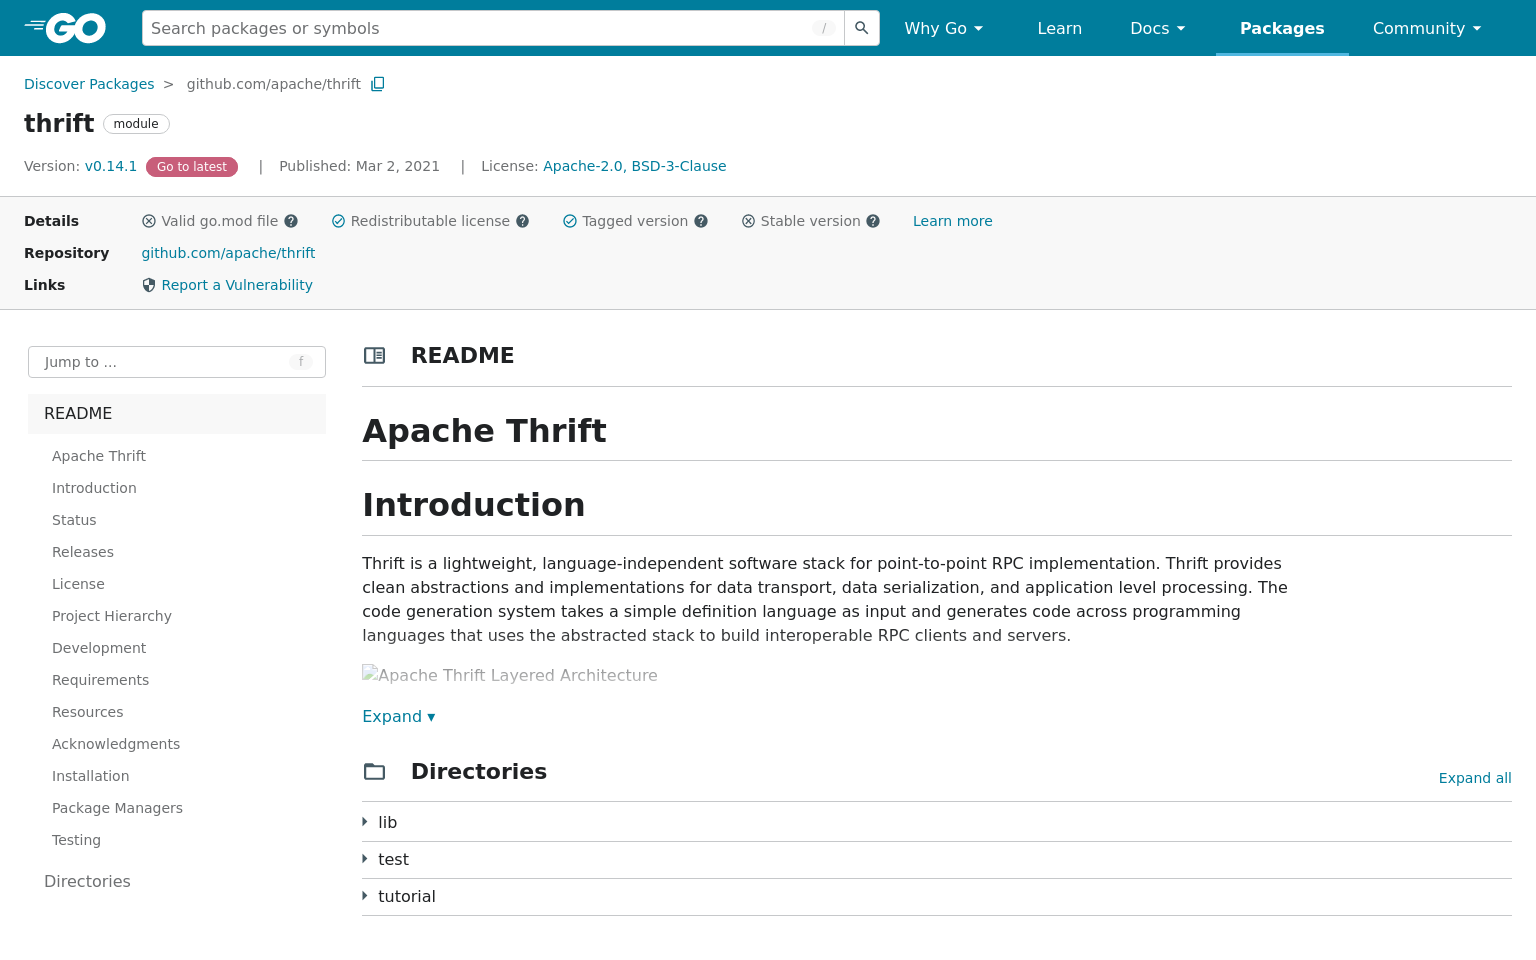 GO
Search packages or symbols /
Why Go Learn Docs Packages Community
Discover Packages > github.com/apache/thrift
thrift module
Version: v0.14.1 Go to latest | Published: Mar 2, 2021 | License: Apache-2.0, BSD-3-Clause
Details Valid go.mod file Redistributable license Tagged version Stable version Learn more
Repository github.com/apache/thrift
Links Report a Vulnerability
Jump to ... f
README
Apache Thrift
Introduction
Status
Releases
License
Project Hierarchy
Development
Requirements
Resources
Acknowledgments
Installation
Package Managers
Testing
Directories
README
Apache Thrift
Introduction
Thrift is a lightweight, language-independent software stack for point-to-point RPC implementation. Thrift provides
clean abstractions and implementations for data transport, data serialization, and application level processing. The
code generation system takes a simple definition language as input and generates code across programming
languages that uses the abstracted stack to build interoperable RPC clients and servers.
Apache Thrift Layered Architecture
Expand ▾
Directories Expand all
lib
test
tutorial